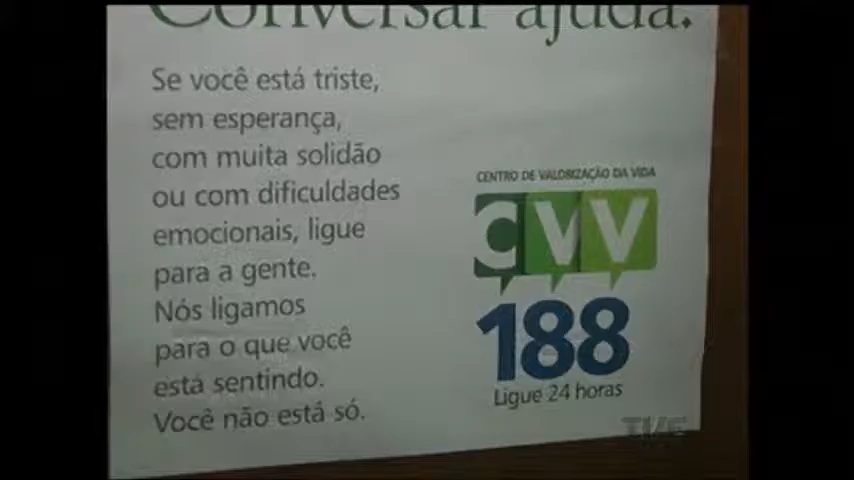 Conversar ajuda.
Se você está triste,
sem esperança,
com muita solidão
ou com dificuldades
emocionais, ligue
para a gente.
Nós ligamos
para o que você
está sentindo.
Você não está só.
CENTRO DE VALORIZAÇÃO DA VIDA
CVV
188
Ligue 24 horas